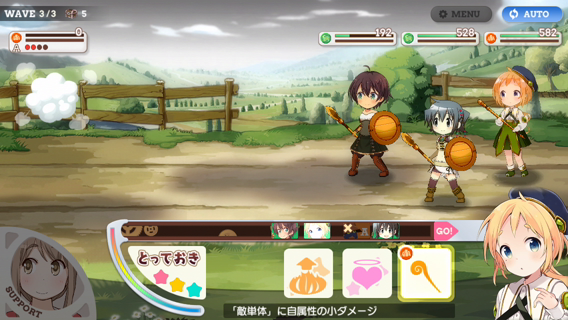 WAVE 3/3
5
MENU
AUTO
0
A
192
528
582
GO!
とっておき
SUPPORT
「敵単体」に自属性の小ダメージ